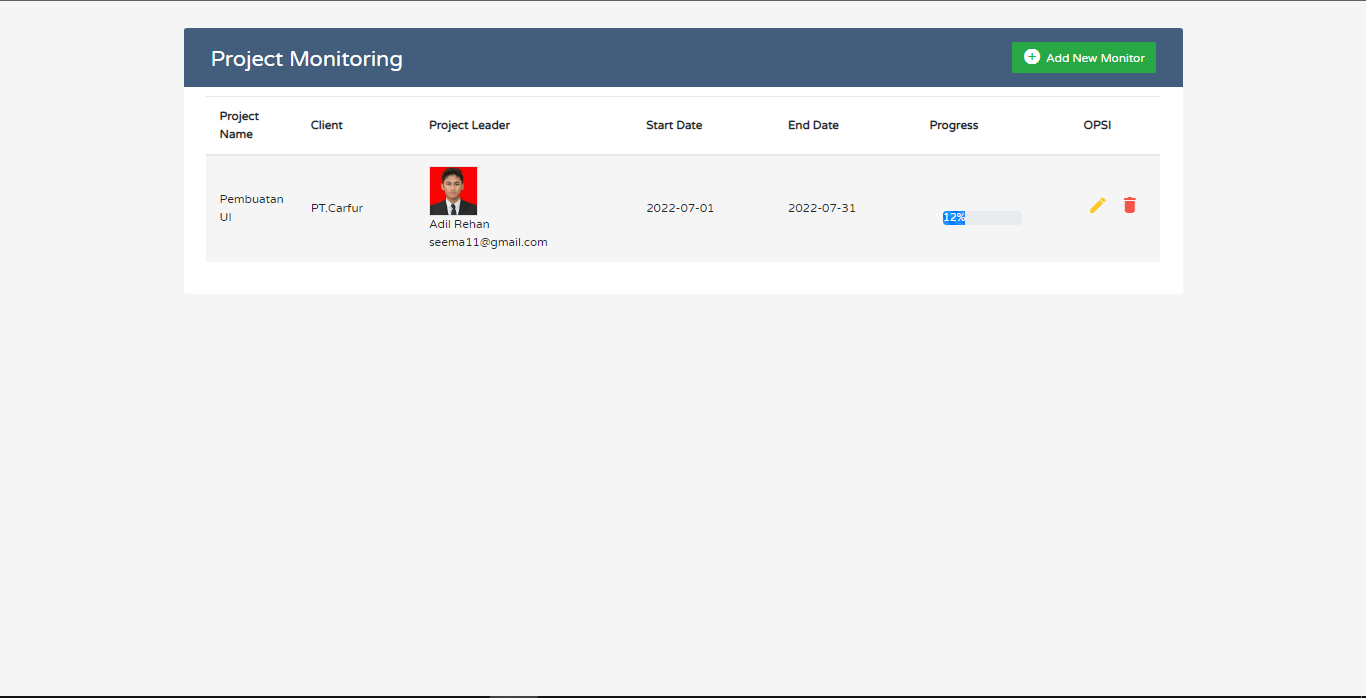 Project Monitoring
Add New Monitor
Project
Name
Client
Project Leader
Start Date
End Date
Progress
OPSI
Pembuatan
UI
PT.Carfur
Adil Rehan
seema11@gmail.com
2022-07-01
2022-07-31
12%